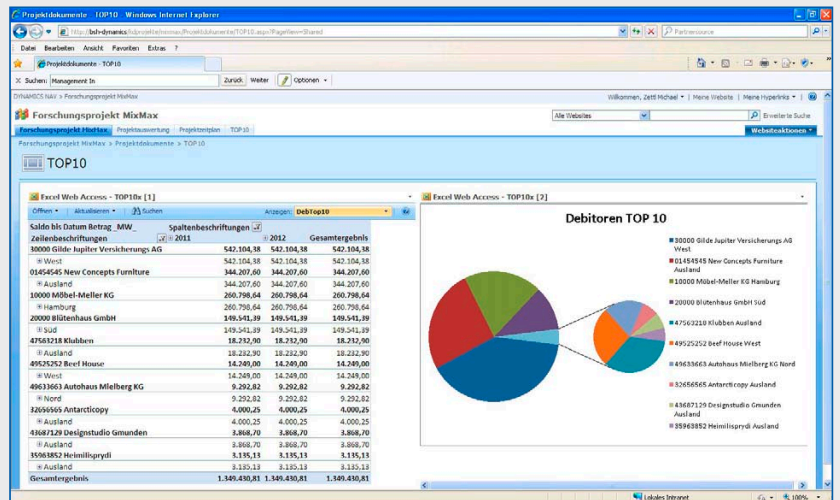 Projektdokumente - TOP10 - Windows Internet Explorer
http://bsh-dynamics/bdprojekte/mixmax/Projektdokumente/TOP10.aspx?PageView=Shared
Partnersource
Datei Bearbeiten Ansicht Favoriten Extras ?
Projektdokumente - TOP10
X Suchen: Management In Zurück Weiter Optionen
DYNAMICS NAV > Forschungsprojekt MixMax Willkommen, Zettl Michael | Meine Website | Meine Hyperlinks |
Forschungsprojekt MixMax Alle Websites Erweiterte Suche
Forschungsprojekt MixMax Projektauswertung Projektzeitplan TOP10 Websiteaktionen
Forschungsprojekt MixMax > Projektdokumente > TOP10
TOP10
Excel Web Access - TOP10x [1]
Öffnen Aktualisieren Suchen Anzeigen: DebTop10
Saldo bis Datum Betrag _MW_ Spaltenbeschriftungen
Zeilenbeschriftungen 2011 2012 Gesamtergebnis
30000 Gilde Jupiter Versicherungs AG 542.104,38 542.104,38 542.104,38
West 542.104,38 542.104,38 542.104,38
01454545 New Concepts Furniture 344.207,60 344.207,60 344.207,60
Ausland 344.207,60 344.207,60 344.207,60
10000 Möbel-Meller KG 260.798,64 260.798,64 260.798,64
Hamburg 260.798,64 260.798,64 260.798,64
20000 Blütenhaus GmbH 149.541,39 149.541,39 149.541,39
Süd 149.541,39 149.541,39 149.541,39
47563218 Klubben 18.232,90 18.232,90 18.232,90
Ausland 18.232,90 18.232,90 18.232,90
49525252 Beef House 14.249,00 14.249,00 14.249,00
West 14.249,00 14.249,00 14.249,00
49633663 Autohaus Mielberg KG 9.292,82 9.292,82 9.292,82
Nord 9.292,82 9.292,82 9.292,82
32656565 Antarcticopy 4.000,25 4.000,25 4.000,25
Ausland 4.000,25 4.000,25 4.000,25
43687129 Designstudio Gmunden 3.868,70 3.868,70 3.868,70
Ausland 3.868,70 3.868,70 3.868,70
35963852 Heimilisprydi 3.135,13 3.135,13 3.135,13
Ausland 3.135,13 3.135,13 3.135,13
Gesamtergebnis 1.349.430,81 1.349.430,81 1.349.430,81
Excel Web Access - TOP10x [2]
Debitoren TOP 10
30000 Gilde Jupiter Versicherungs AG
West
01454545 New Concepts Furniture
Ausland
10000 Möbel-Meller KG Hamburg
20000 Blütenhaus GmbH Süd
47563218 Klubben Ausland
49525252 Beef House West
49633663 Autohaus Mielberg KG Nord
32656565 Antarcticopy Ausland
43687129 Designstudio Gmunden
Ausland
35963852 Heimilisprydi Ausland
Lokales Intranet 100%